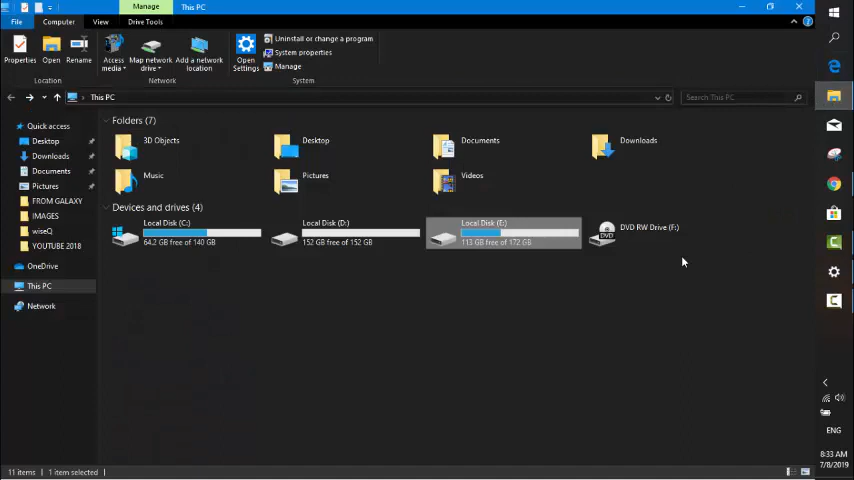 Manage
This PC
File
Computer
View
Drive Tools
Properties
Open
Rename
Access media
Map network drive
Add a network location
Open Settings
Uninstall or change a program
System properties
Manage
Location
Network
System
This PC
Search This PC
Quick access
Desktop
Downloads
Documents
Pictures
FROM GALAXY
IMAGES
wiseQ
YOUTUBE 2018
OneDrive
This PC
Network
Folders (7)
3D Objects
Desktop
Documents
Downloads
Music
Pictures
Videos
Devices and drives (4)
Local Disk (C:)
64.2 GB free of 140 GB
Local Disk (D:)
152 GB free of 152 GB
Local Disk (E:)
113 GB free of 172 GB
DVD
DVD RW Drive (F:)
11 items
1 item selected
ENG
8:33 AM
7/8/2019